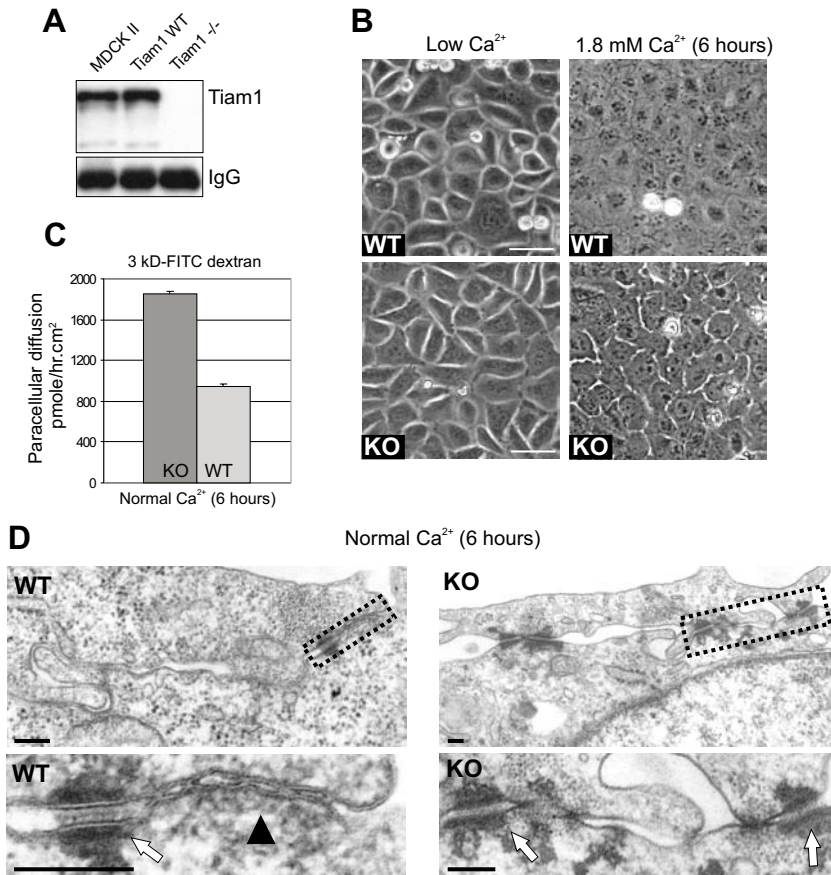 A
MDCK II
Tiam1 WT
Tiam1 -/-
Tiam1
IgG
B
Low Ca²⁺
1.8 mM Ca²⁺ (6 hours)
WT
WT
KO
KO
C
3 kD-FITC dextran
Paracellular diffusion
pmole/hr.cm²
2000
1600
1200
800
400
0
KO
WT
Normal Ca²⁺ (6 hours)
D
Normal Ca²⁺ (6 hours)
WT
KO
WT
KO